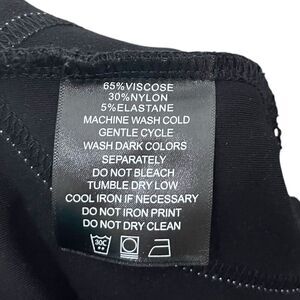 65%VISCOSE
30%NYLON
5%ELASTANE
MACHINE WASH COLD
GENTLE CYCLE
WASH DARK COLORS
SEPARATELY
DO NOT BLEACH
TUMBLE DRY LOW
COOL IRON IF NECESSARY
DO NOT IRON PRINT
DO NOT DRY CLEAN
30C